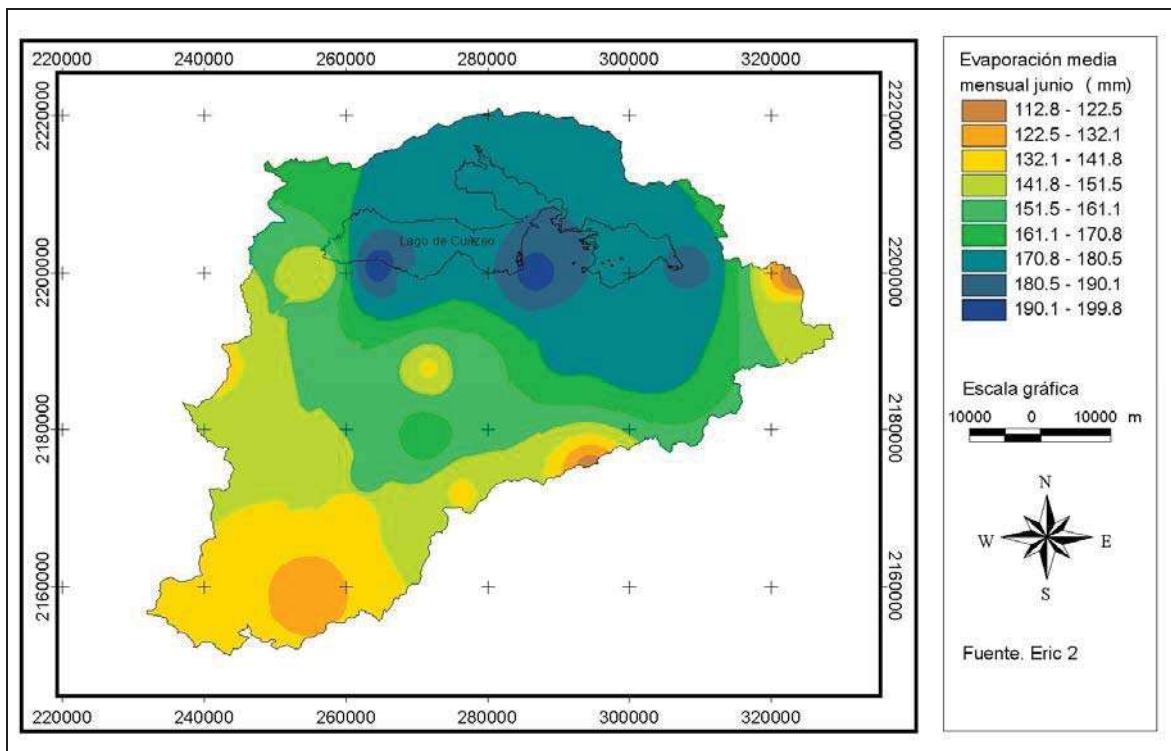 220000 240000 260000 280000 300000 320000
2220000 2220000
Lago de Cuitzeo
2200000 2200000
2180000 2180000
2160000 2160000
220000 240000 260000 280000 300000 320000
Evaporación media
mensual junio ( mm)
112.8 - 122.5
122.5 - 132.1
132.1 - 141.8
141.8 - 151.5
151.5 - 161.1
161.1 - 170.8
170.8 - 180.5
180.5 - 190.1
190.1 - 199.8
Escala gráfica
10000 0 10000 m
N
W E
S
Fuente. Eric 2